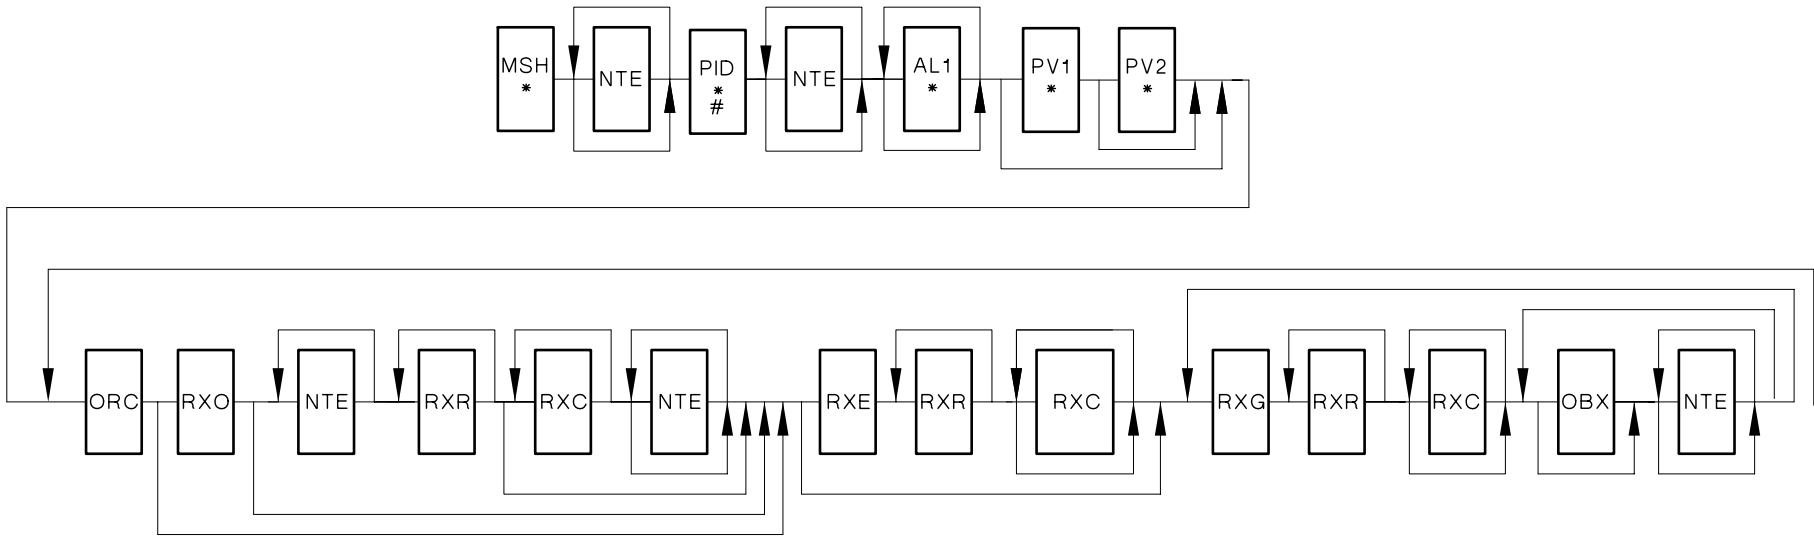 MSH
*
NTE
PID
*
#
NTE
AL1
*
PV1
*
PV2
*
ORC
RXO
NTE
RXR
RXC
NTE
RXE
RXR
RXC
RXG
RXR
RXC
OBX
NTE